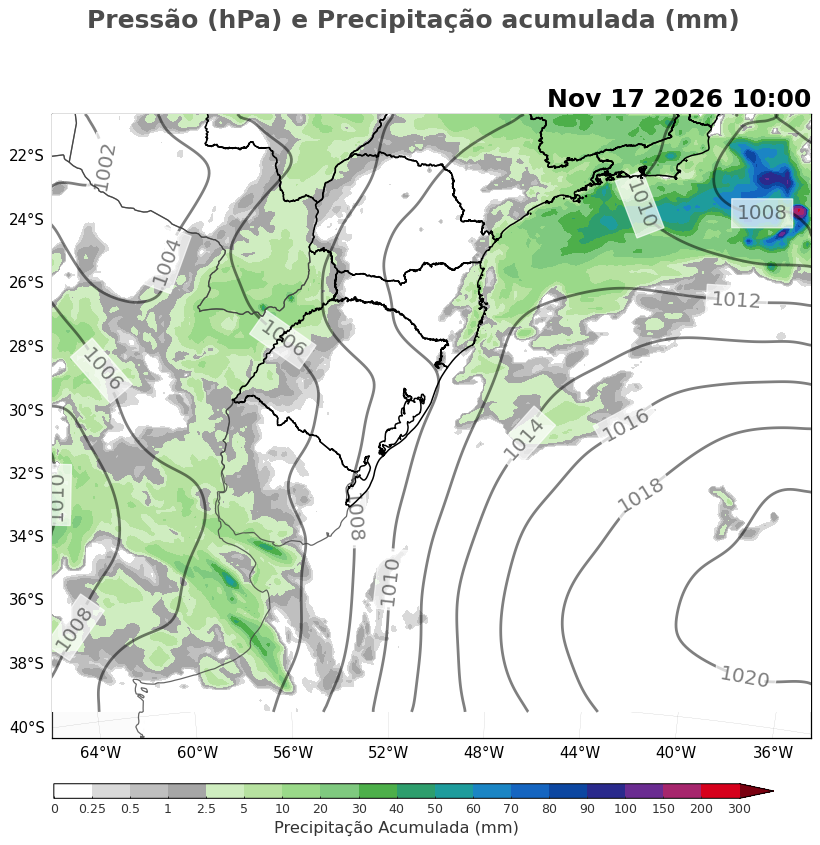 Pressão (hPa) e Precipitação acumulada (mm)
Nov 17 2026 10:00
22°S
24°S
26°S
28°S
30°S
32°S
34°S
36°S
38°S
40°S
1002
1004
1006
1006
1010
1008
1008
1010
1010
1008
1012
1014
1016
1018
1020
64°W 60°W 56°W 52°W 48°W 44°W 40°W 36°W
0 0.25 0.5 1 2.5 5 10 20 30 40 50 60 70 80 90 100 150 200 300
Precipitação Acumulada (mm)